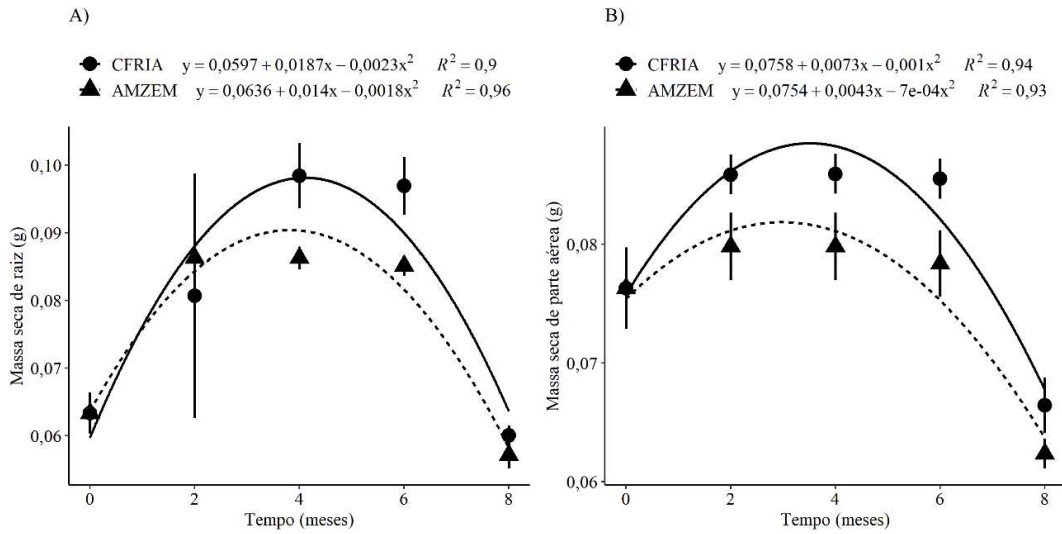 A)
CFRIA y = 0,0597 + 0,0187x − 0,0023x² R² = 0,9
AMZEM y = 0,0636 + 0,014x − 0,0018x² R² = 0,96
Massa seca de raiz (g)
0,10
0,09
0,08
0,07
0,06
0 2 4 6 8
Tempo (meses)
B)
CFRIA y = 0,0758 + 0,0073x − 0,001x² R² = 0,94
AMZEM y = 0,0754 + 0,0043x − 7e-04x² R² = 0,93
Massa seca de parte aérea (g)
0,08
0,07
0,06
0 2 4 6 8
Tempo (meses)